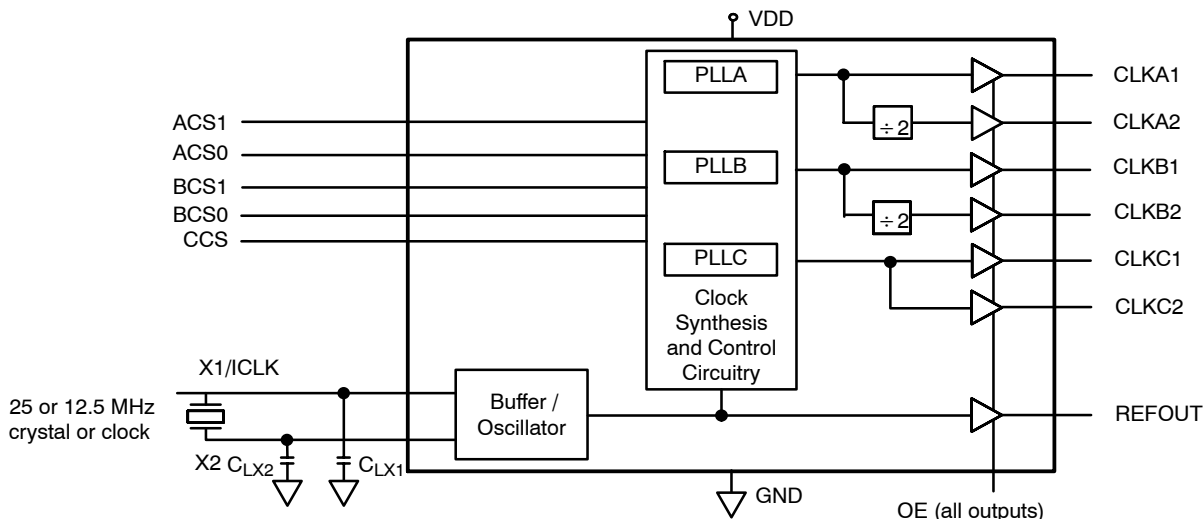 VDD
PLLA
CLKA1
÷2
CLKA2
ACS1
ACS0
BCS1
BCS0
CCS
PLLB
CLKB1
÷2
CLKB2
PLLC
CLKC1
CLKC2
Clock
Synthesis
and Control
Circuitry
X1/ICLK
25 or 12.5 MHz
crystal or clock
X2
CLX2
CLX1
Buffer /
Oscillator
REFOUT
GND
OE (all outputs)